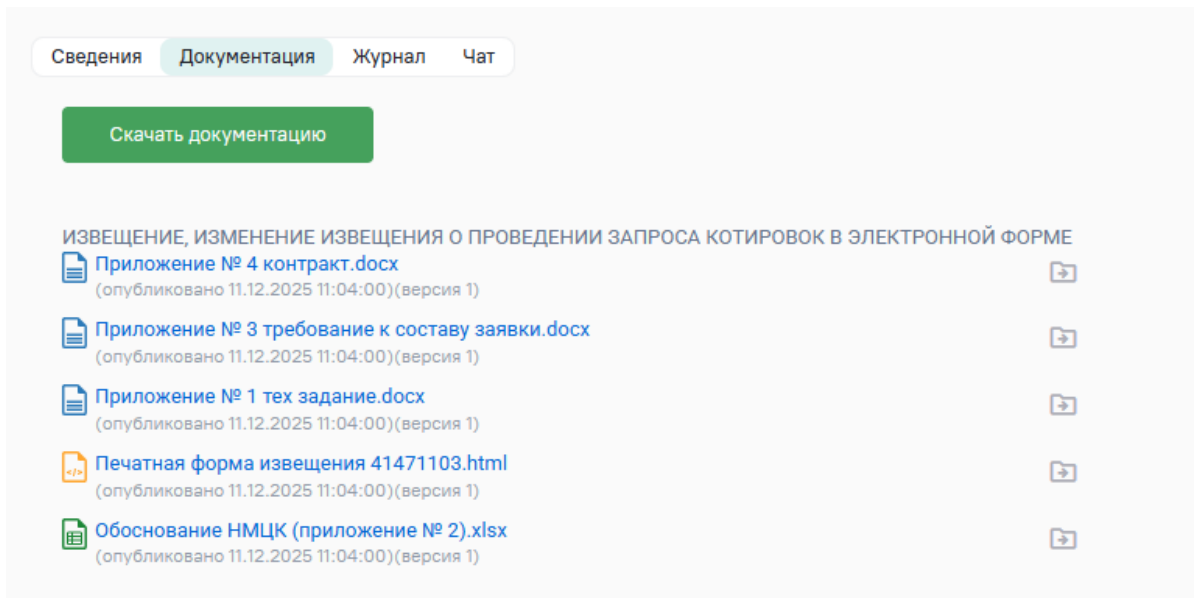 Сведения Документация Журнал Чат
Скачать документацию
ИЗВЕЩЕНИЕ, ИЗМЕНЕНИЕ ИЗВЕЩЕНИЯ О ПРОВЕДЕНИИ ЗАПРОСА КОТИРОВОК В ЭЛЕКТРОННОЙ ФОРМЕ
Приложение № 4 контракт.docx
(опубликовано 11.12.2025 11:04:00)(версия 1)
Приложение № 3 требование к составу заявки.docx
(опубликовано 11.12.2025 11:04:00)(версия 1)
Приложение № 1 тех задание.docx
(опубликовано 11.12.2025 11:04:00)(версия 1)
Печатная форма извещения 41471103.html
(опубликовано 11.12.2025 11:04:00)(версия 1)
Обоснование НМЦК (приложение № 2).xlsx
(опубликовано 11.12.2025 11:04:00)(версия 1)